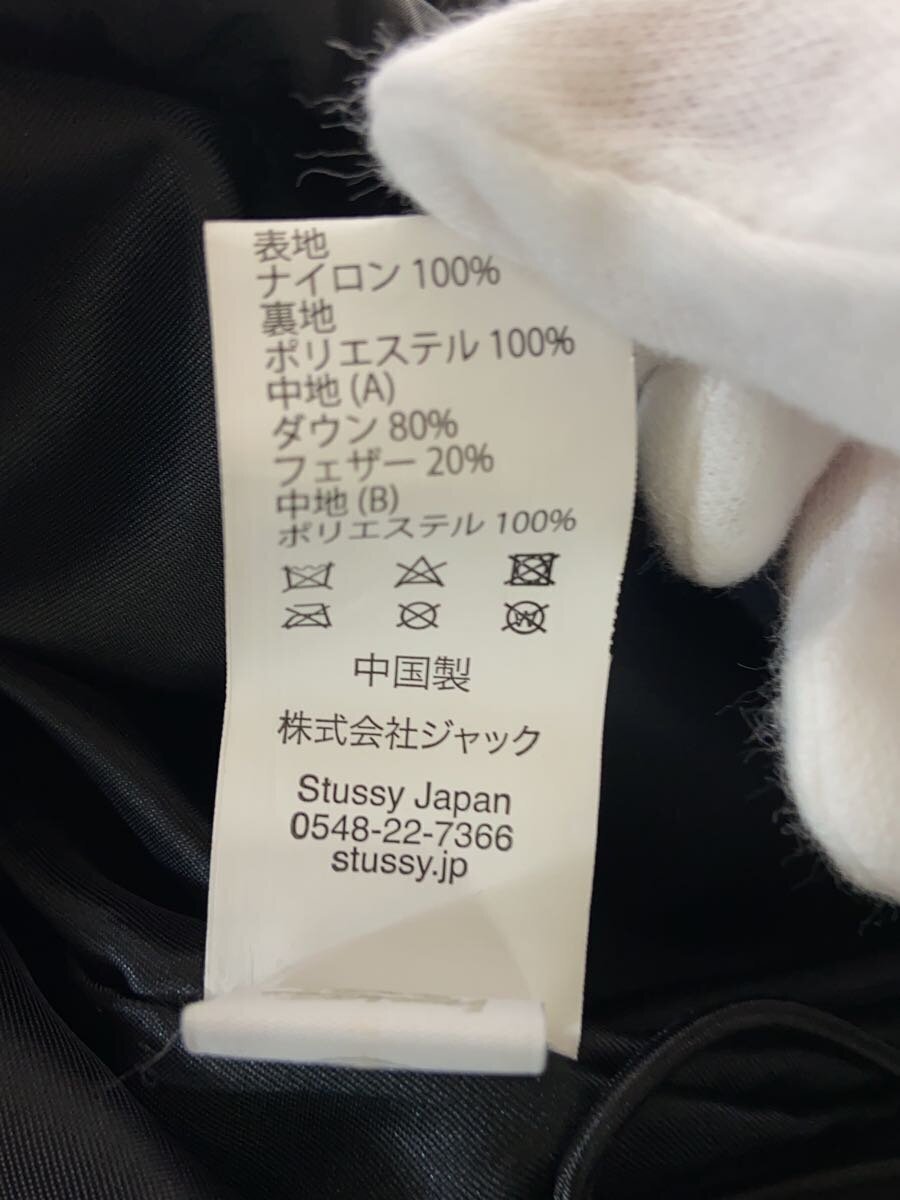 表地
ナイロン 100%
裏地
ポリエステル 100%
中地 (A)
ダウン 80%
フェザー 20%
中地 (B)
ポリエステル 100%
W
中国製
株式会社ジャック
Stussy Japan
0548-22-7366
stussy.jp